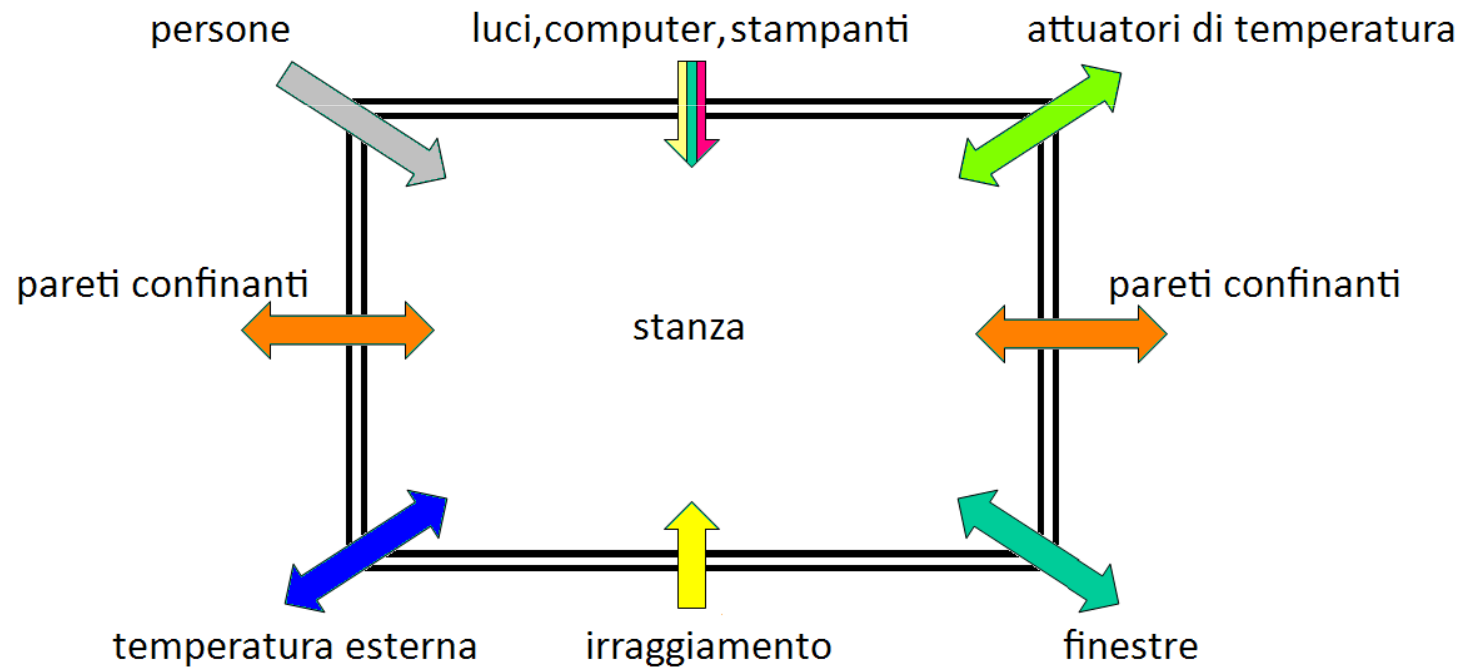 persone
luci,computer,stampanti
attuatori di temperatura
pareti confinanti
pareti confinanti
stanza
temperatura esterna
irraggiamento
finestre